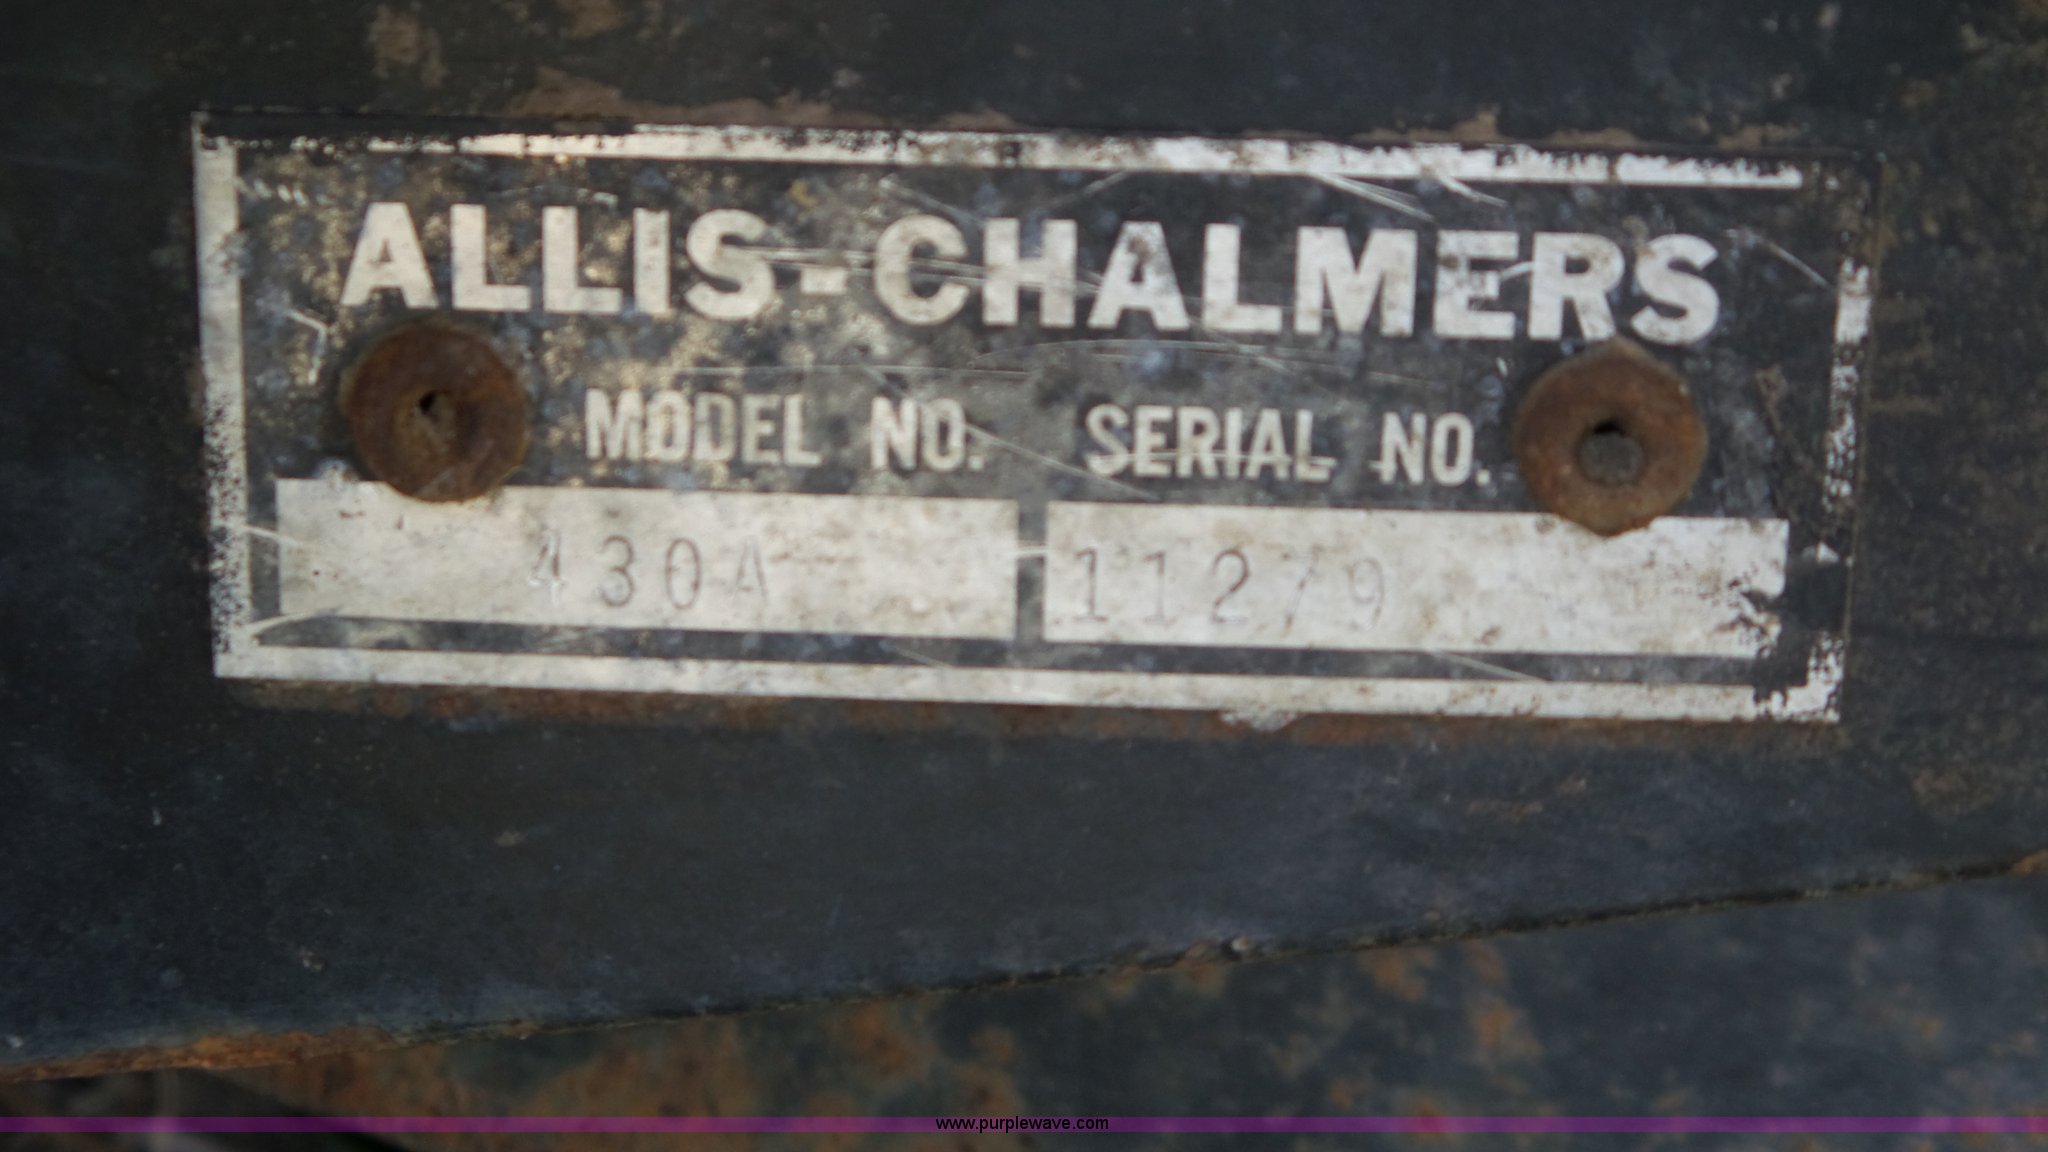 ALLIS-CHALMERS
MODEL NO. SERIAL NO.
430A 11279
www.purplewave.com